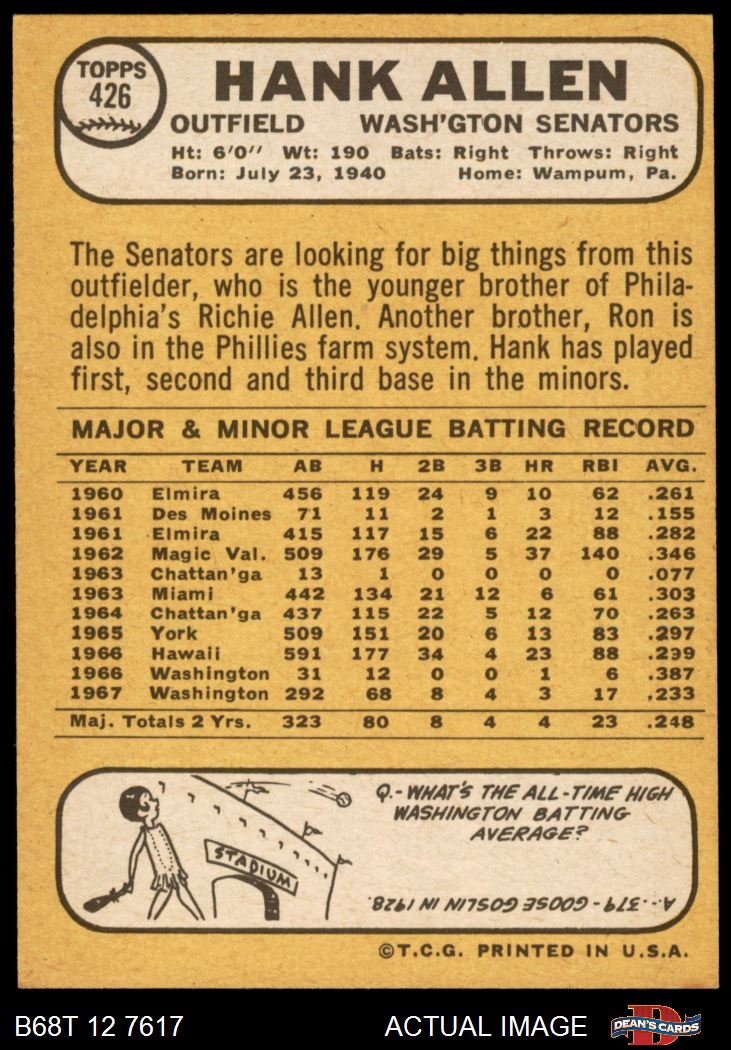 TOPPS
426
HANK ALLEN
OUTFIELD WASH'GTON SENATORS
Ht: 6'0" Wt: 190 Bats: Right Throws: Right
Born: July 23, 1940 Home: Wampum, Pa.
The Senators are looking for big things from this
outfielder, who is the younger brother of Phila-
delphia's Richie Allen. Another brother, Ron is
also in the Phillies farm system. Hank has played
first, second and third base in the minors.
MAJOR & MINOR LEAGUE BATTING RECORD
YEAR TEAM AB H 2B 3B HR RBI AVG.
1960 Elmira 456 119 24 9 10 62 .261
1961 Des Moines 71 11 2 1 3 12 .155
1961 Elmira 415 117 15 6 22 88 .282
1962 Magic Val. 509 176 29 5 37 140 .346
1963 Chattan'ga 13 1 0 0 0 0 .077
1963 Miami 442 134 21 12 6 61 .303
1964 Chattan'ga 437 115 22 5 12 70 .263
1965 York 509 151 20 6 13 83 .297
1966 Hawaii 591 177 34 4 23 88 .299
1966 Washington 31 12 0 0 1 6 .387
1967 Washington 292 68 8 4 3 17 .233
Maj. Totals 2 Yrs. 323 80 8 4 4 23 .248
Q.- WHAT'S THE ALL-TIME HIGH
WASHINGTON BATTING
AVERAGE?
STADIUM
A.-.379 - GOOSE GOSLIN IN 1928.
©T.C.G. PRINTED IN U.S.A.
B68T 12 7617 ACTUAL IMAGE
D
DEAN'S CARDS